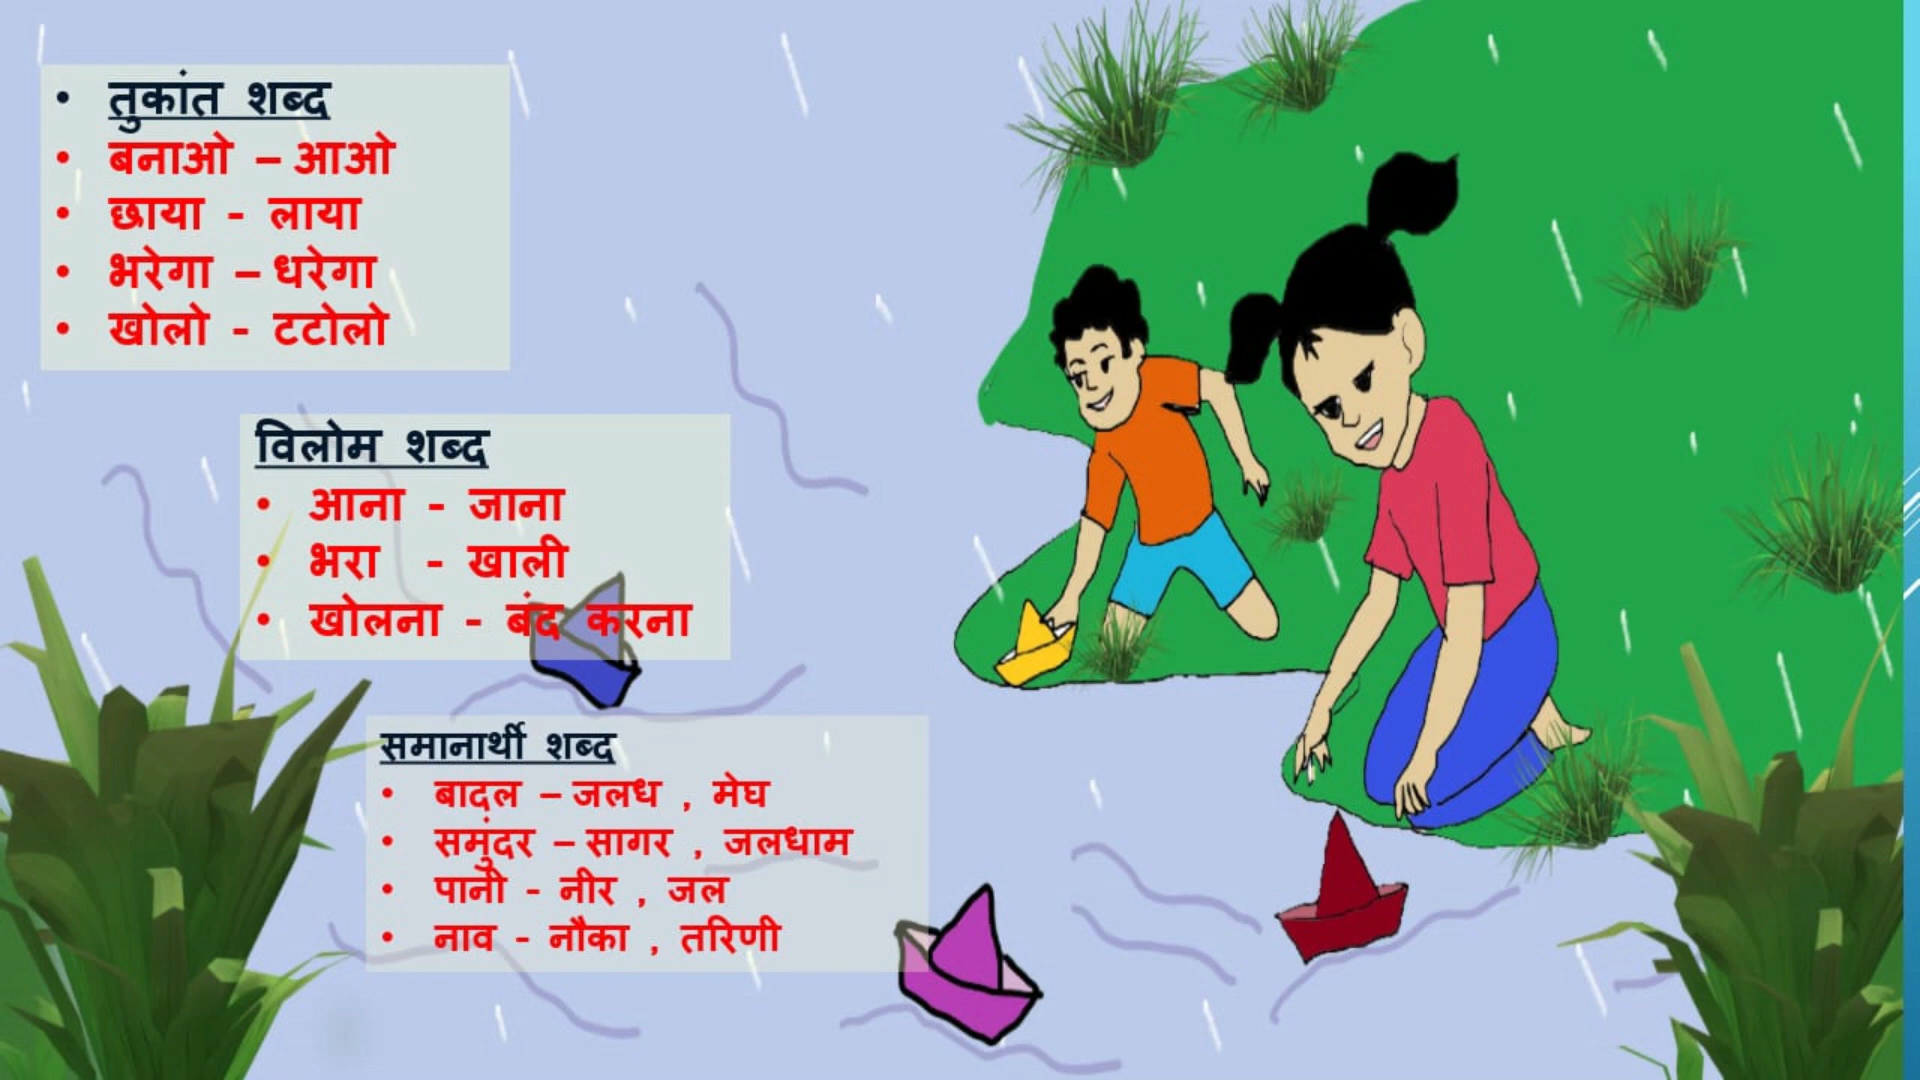 • तुकांत शब्द
• बनाओ – आओ
• छाया - लाया
• भरेगा – धरेगा
• खोलो - टटोलो
विलोम शब्द
• आना - जाना
• भरा - खाली
• खोलना - बंद करना
समानार्थी शब्द
• बादल – जलध , मेघ
• समुंदर – सागर , जलधाम
• पानी - नीर , जल
• नाव - नौका , तरिणी